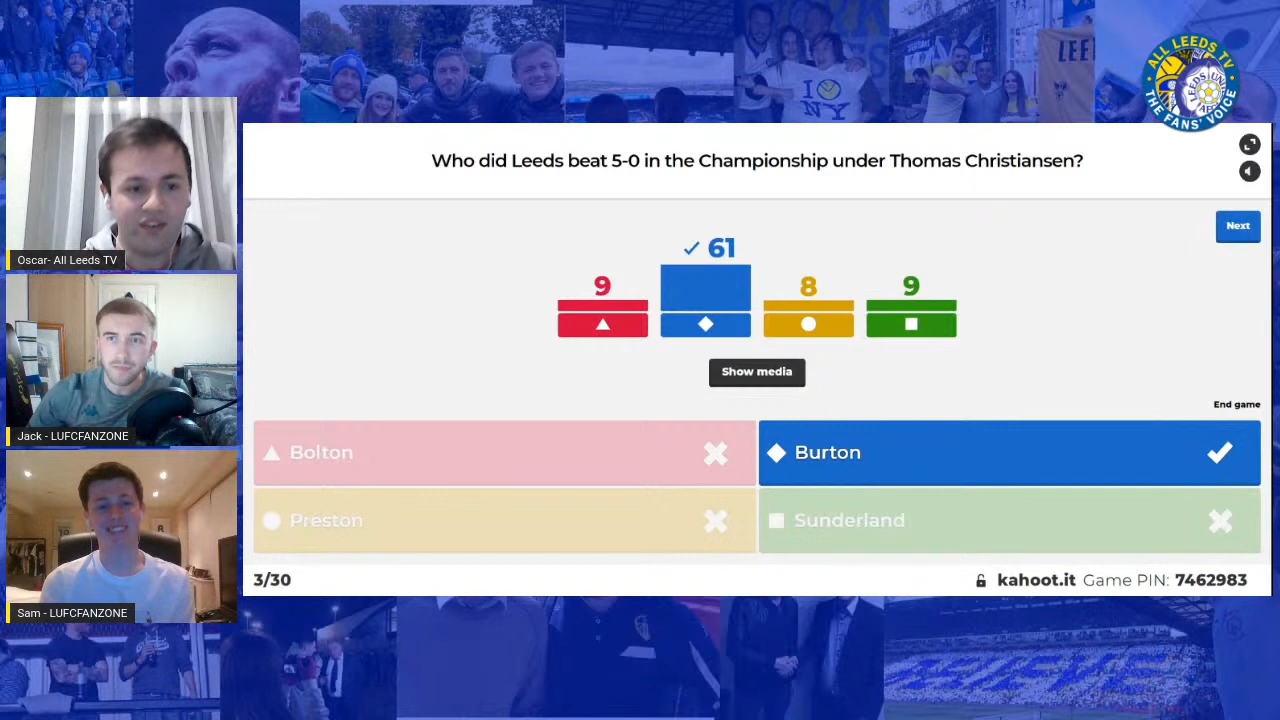 ALL LEEDS TV
THE FANS' VOICE
I
NY
LEE
Who did Leeds beat 5-0 in the Championship under Thomas Christiansen?
Next
9
61
8
9
Show media
End game
Bolton
Burton
Preston
Sunderland
3/30
kahoot.it Game PIN: 7462983
Oscar- All Leeds TV
Jack - LUFCFANZONE
Sam - LUFCFANZONE